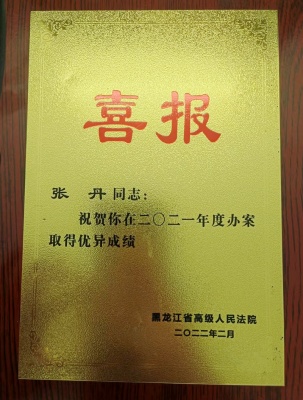 喜报
张 丹 同志：
祝贺你在二〇二一年度办案
取得优异成绩
黑龙江省高级人民法院
二〇二二年二月